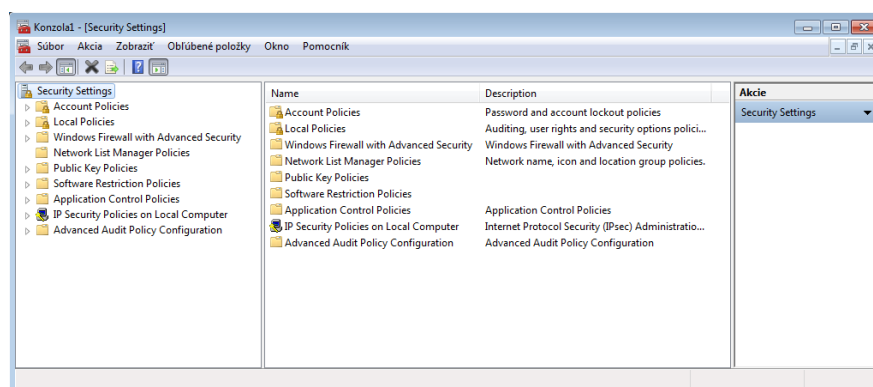 Konzola1 - [Security Settings]
Súbor Akcia Zobraziť Obľúbené položky Okno Pomocník
Security Settings
Account Policies
Local Policies
Windows Firewall with Advanced Security
Network List Manager Policies
Public Key Policies
Software Restriction Policies
Application Control Policies
IP Security Policies on Local Computer
Advanced Audit Policy Configuration
Name Description
Account Policies Password and account lockout policies
Local Policies Auditing, user rights and security options polici...
Windows Firewall with Advanced Security Windows Firewall with Advanced Security
Network List Manager Policies Network name, icon and location group policies.
Public Key Policies
Software Restriction Policies
Application Control Policies Application Control Policies
IP Security Policies on Local Computer Internet Protocol Security (IPsec) Administratio...
Advanced Audit Policy Configuration Advanced Audit Policy Configuration
Akcie
Security Settings